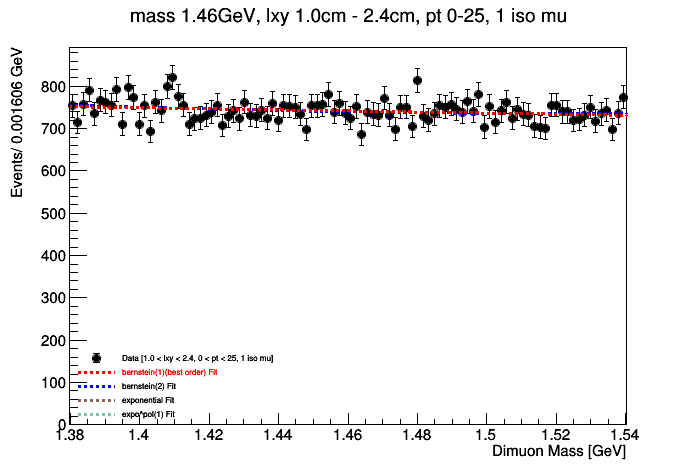 mass 1.46GeV, lxy 1.0cm - 2.4cm, pt 0-25, 1 iso mu
Events/ 0.001606 GeV
800
700
600
500
400
300
200
100
0
Data [1.0 < lxy < 2.4, 0 < pt < 25, 1 iso mu]
bernstein(1)(best order) Fit
bernstein(2) Fit
exponential Fit
expo*pol(1) Fit
1.38 1.4 1.42 1.44 1.46 1.48 1.5 1.52 1.54
Dimuon Mass [GeV]